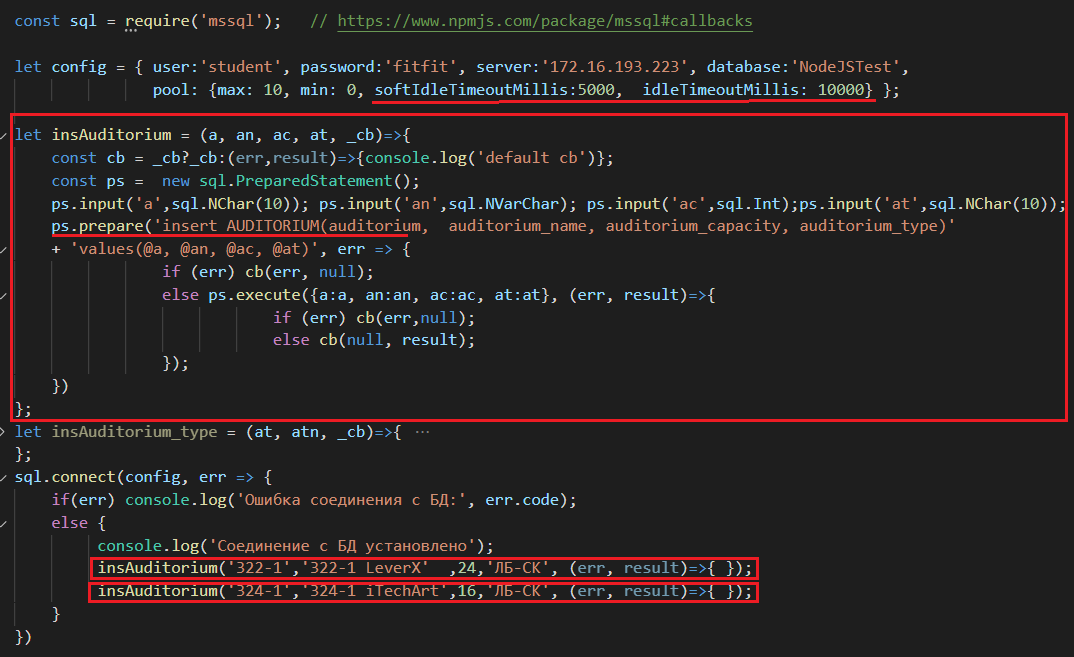 const sql = require('mssql');   // https://www.npmjs.com/package/mssql#callbacks
let config = { user:'student', password:'fitfit', server:'172.16.193.223', database:'NodeJSTest',
               pool: {max: 10, min: 0, softIdleTimeoutMillis:5000,  idleTimeoutMillis: 10000} };
let insAuditorium = (a, an, ac, at, _cb)=>{
    const cb = _cb?_cb:(err,result)=>{console.log('default cb')};
    const ps =  new sql.PreparedStatement();
    ps.input('a',sql.NChar(10)); ps.input('an',sql.NVarChar); ps.input('ac',sql.Int);ps.input('at',sql.NChar(10));
    ps.prepare('insert AUDITORIUM(auditorium,  auditorium_name, auditorium_capacity, auditorium_type)'
    + 'values(@a, @an, @ac, @at)', err => {
                if (err) cb(err, null);
                else ps.execute({a:a, an:an, ac:ac, at:at}, (err, result)=>{
                            if (err) cb(err,null);
                            else cb(null, result);
                });
    })
};
let insAuditorium_type = (at, atn, _cb)=>{ ···
};
sql.connect(config, err => {
    if(err) console.log('Ошибка соединения с БД:', err.code);
    else {
         console.log('Соединение с БД установлено');
         insAuditorium('322-1','322-1 LeverX'  ,24,'ЛБ-СК', (err, result)=>{ });
         insAuditorium('324-1','324-1 iTechArt',16,'ЛБ-СК', (err, result)=>{ });
    }
})